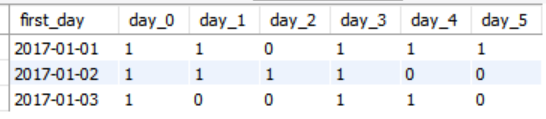 first_day day_0 day_1 day_2 day_3 day_4 day_5
2017-01-01 1 1 0 1 1 1
2017-01-02 1 1 1 1 0 0
2017-01-03 1 0 0 1 1 0